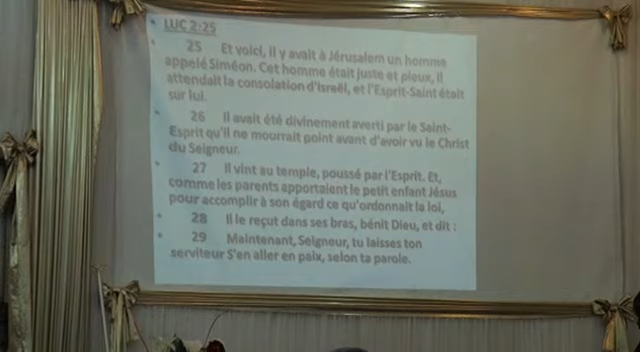 • LUC 2:25
• 25 Et voici, il y avait à Jérusalem un homme
appelé Siméon. Cet homme était juste et pieux, il
attendait la consolation d'Israël, et l'Esprit-Saint était
sur lui.
• 26 Il avait été divinement averti par le Saint-
Esprit qu'il ne mourrait point avant d'avoir vu le Christ
du Seigneur.
• 27 Il vint au temple, poussé par l'Esprit. Et,
comme les parents apportaient le petit enfant Jésus
pour accomplir à son égard ce qu'ordonnait la loi,
• 28 Il le reçut dans ses bras, bénit Dieu, et dit :
• 29 Maintenant, Seigneur, tu laisses ton
serviteur S'en aller en paix, selon ta parole.